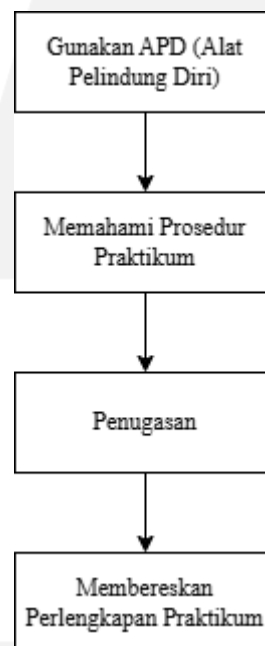 Gunakan APD (Alat
Pelindung Diri)
Memahami Prosedur
Praktikum
Penugasan
Membereskan
Perlengkapan Praktikum